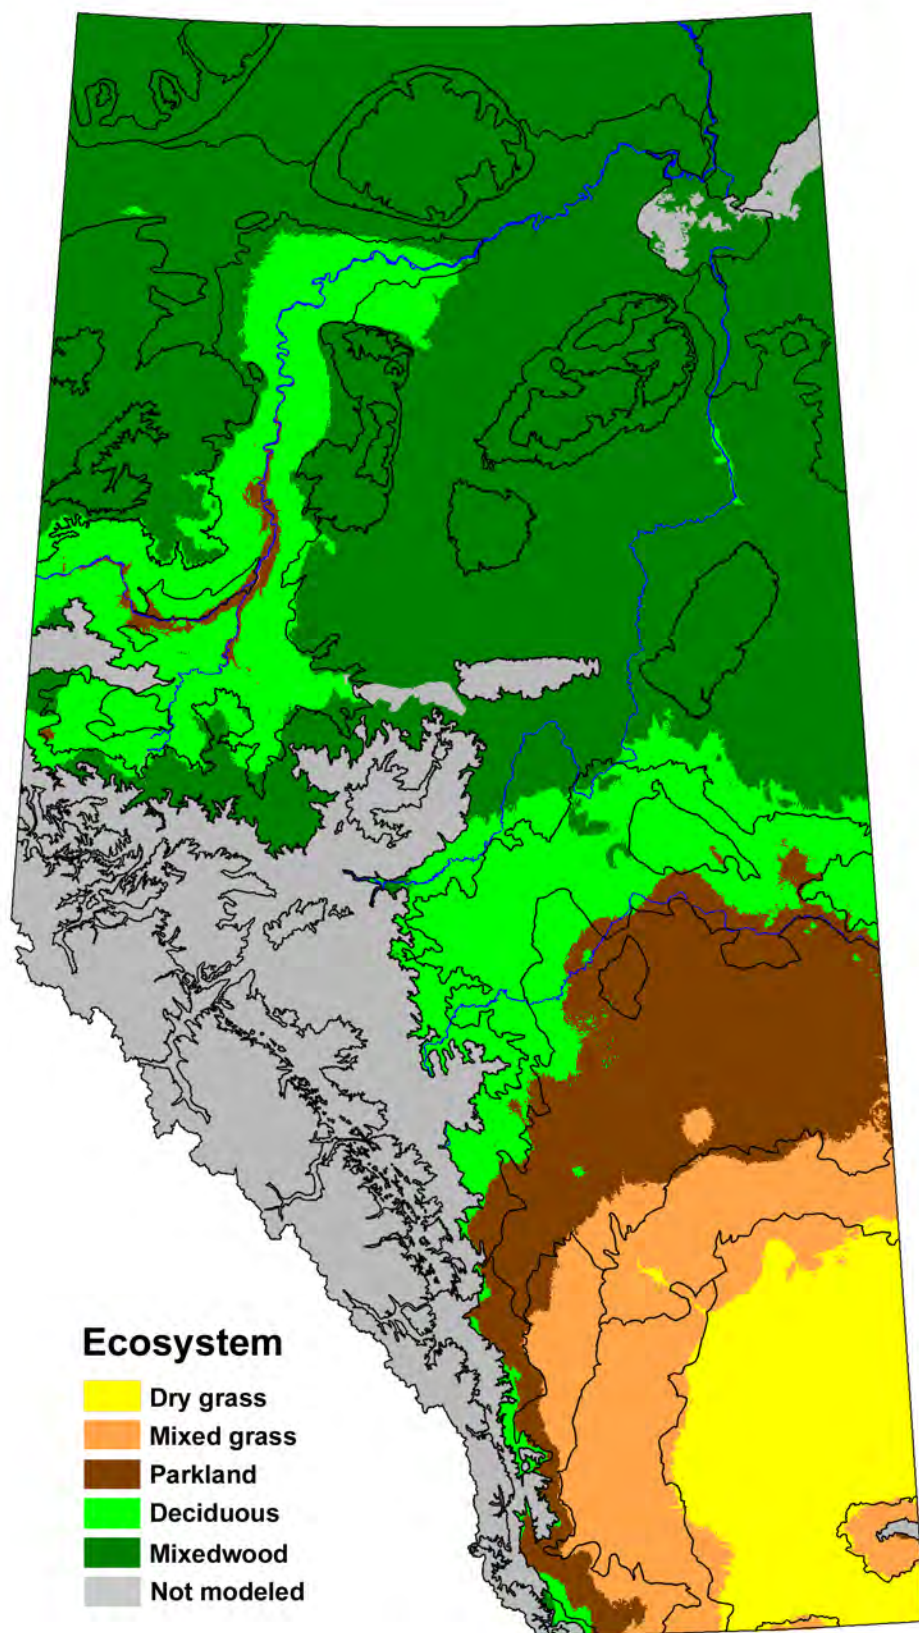 Ecosystem
Dry grass
Mixed grass
Parkland
Deciduous
Mixedwood
Not modeled